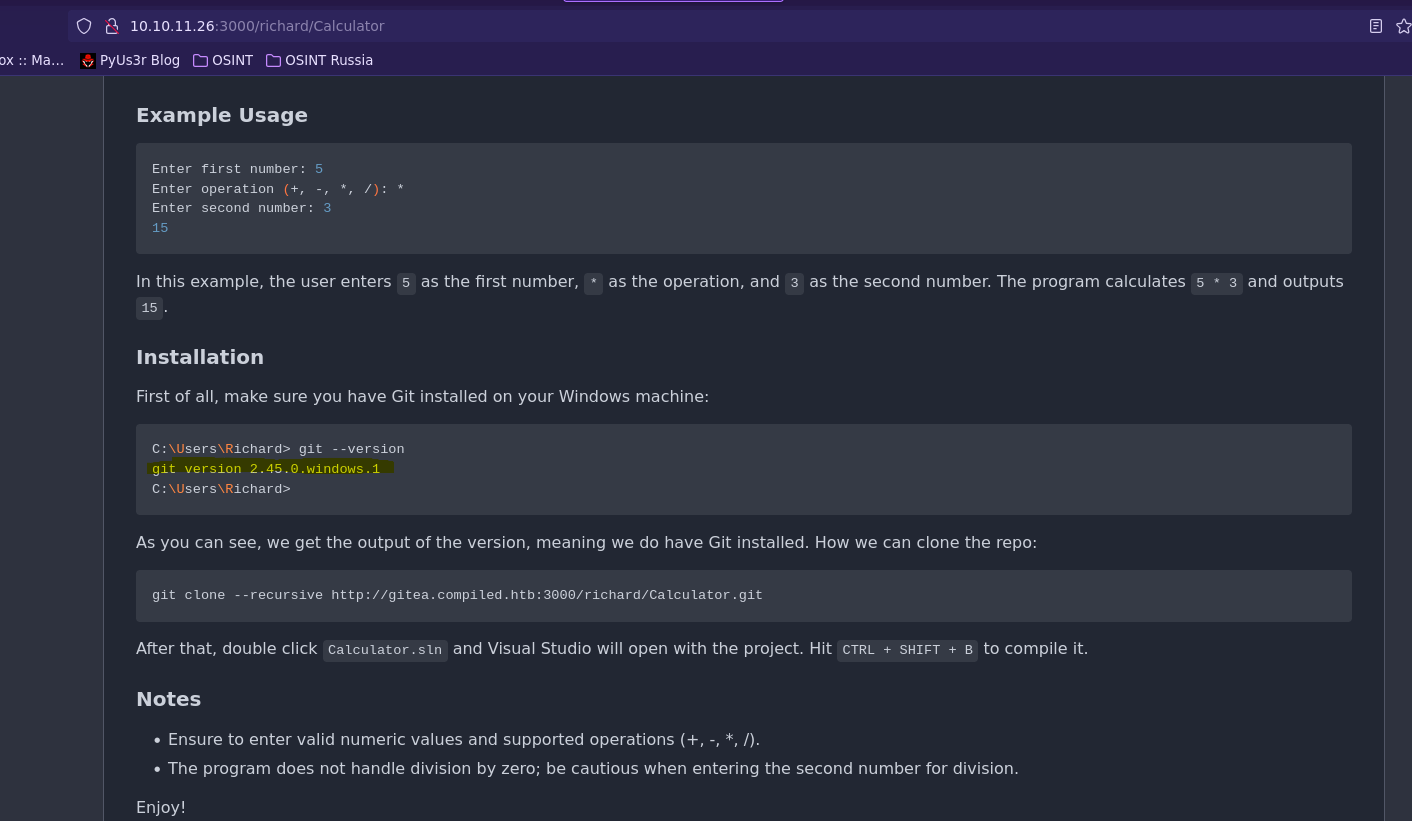 10.10.11.26:3000/richard/Calculator
ox :: Ma… PyUs3r Blog OSINT OSINT Russia
Example Usage
Enter first number: 5
Enter operation (+, -, *, /): *
Enter second number: 3
15
In this example, the user enters 5 as the first number, * as the operation, and 3 as the second number. The program calculates 5 * 3 and outputs
15.
Installation
First of all, make sure you have Git installed on your Windows machine:
C:\Users\Richard> git --version
git version 2.45.0.windows.1
C:\Users\Richard>
As you can see, we get the output of the version, meaning we do have Git installed. How we can clone the repo:
git clone --recursive http://gitea.compiled.htb:3000/richard/Calculator.git
After that, double click Calculator.sln and Visual Studio will open with the project. Hit CTRL + SHIFT + B to compile it.
Notes
• Ensure to enter valid numeric values and supported operations (+, -, *, /).
• The program does not handle division by zero; be cautious when entering the second number for division.
Enjoy!